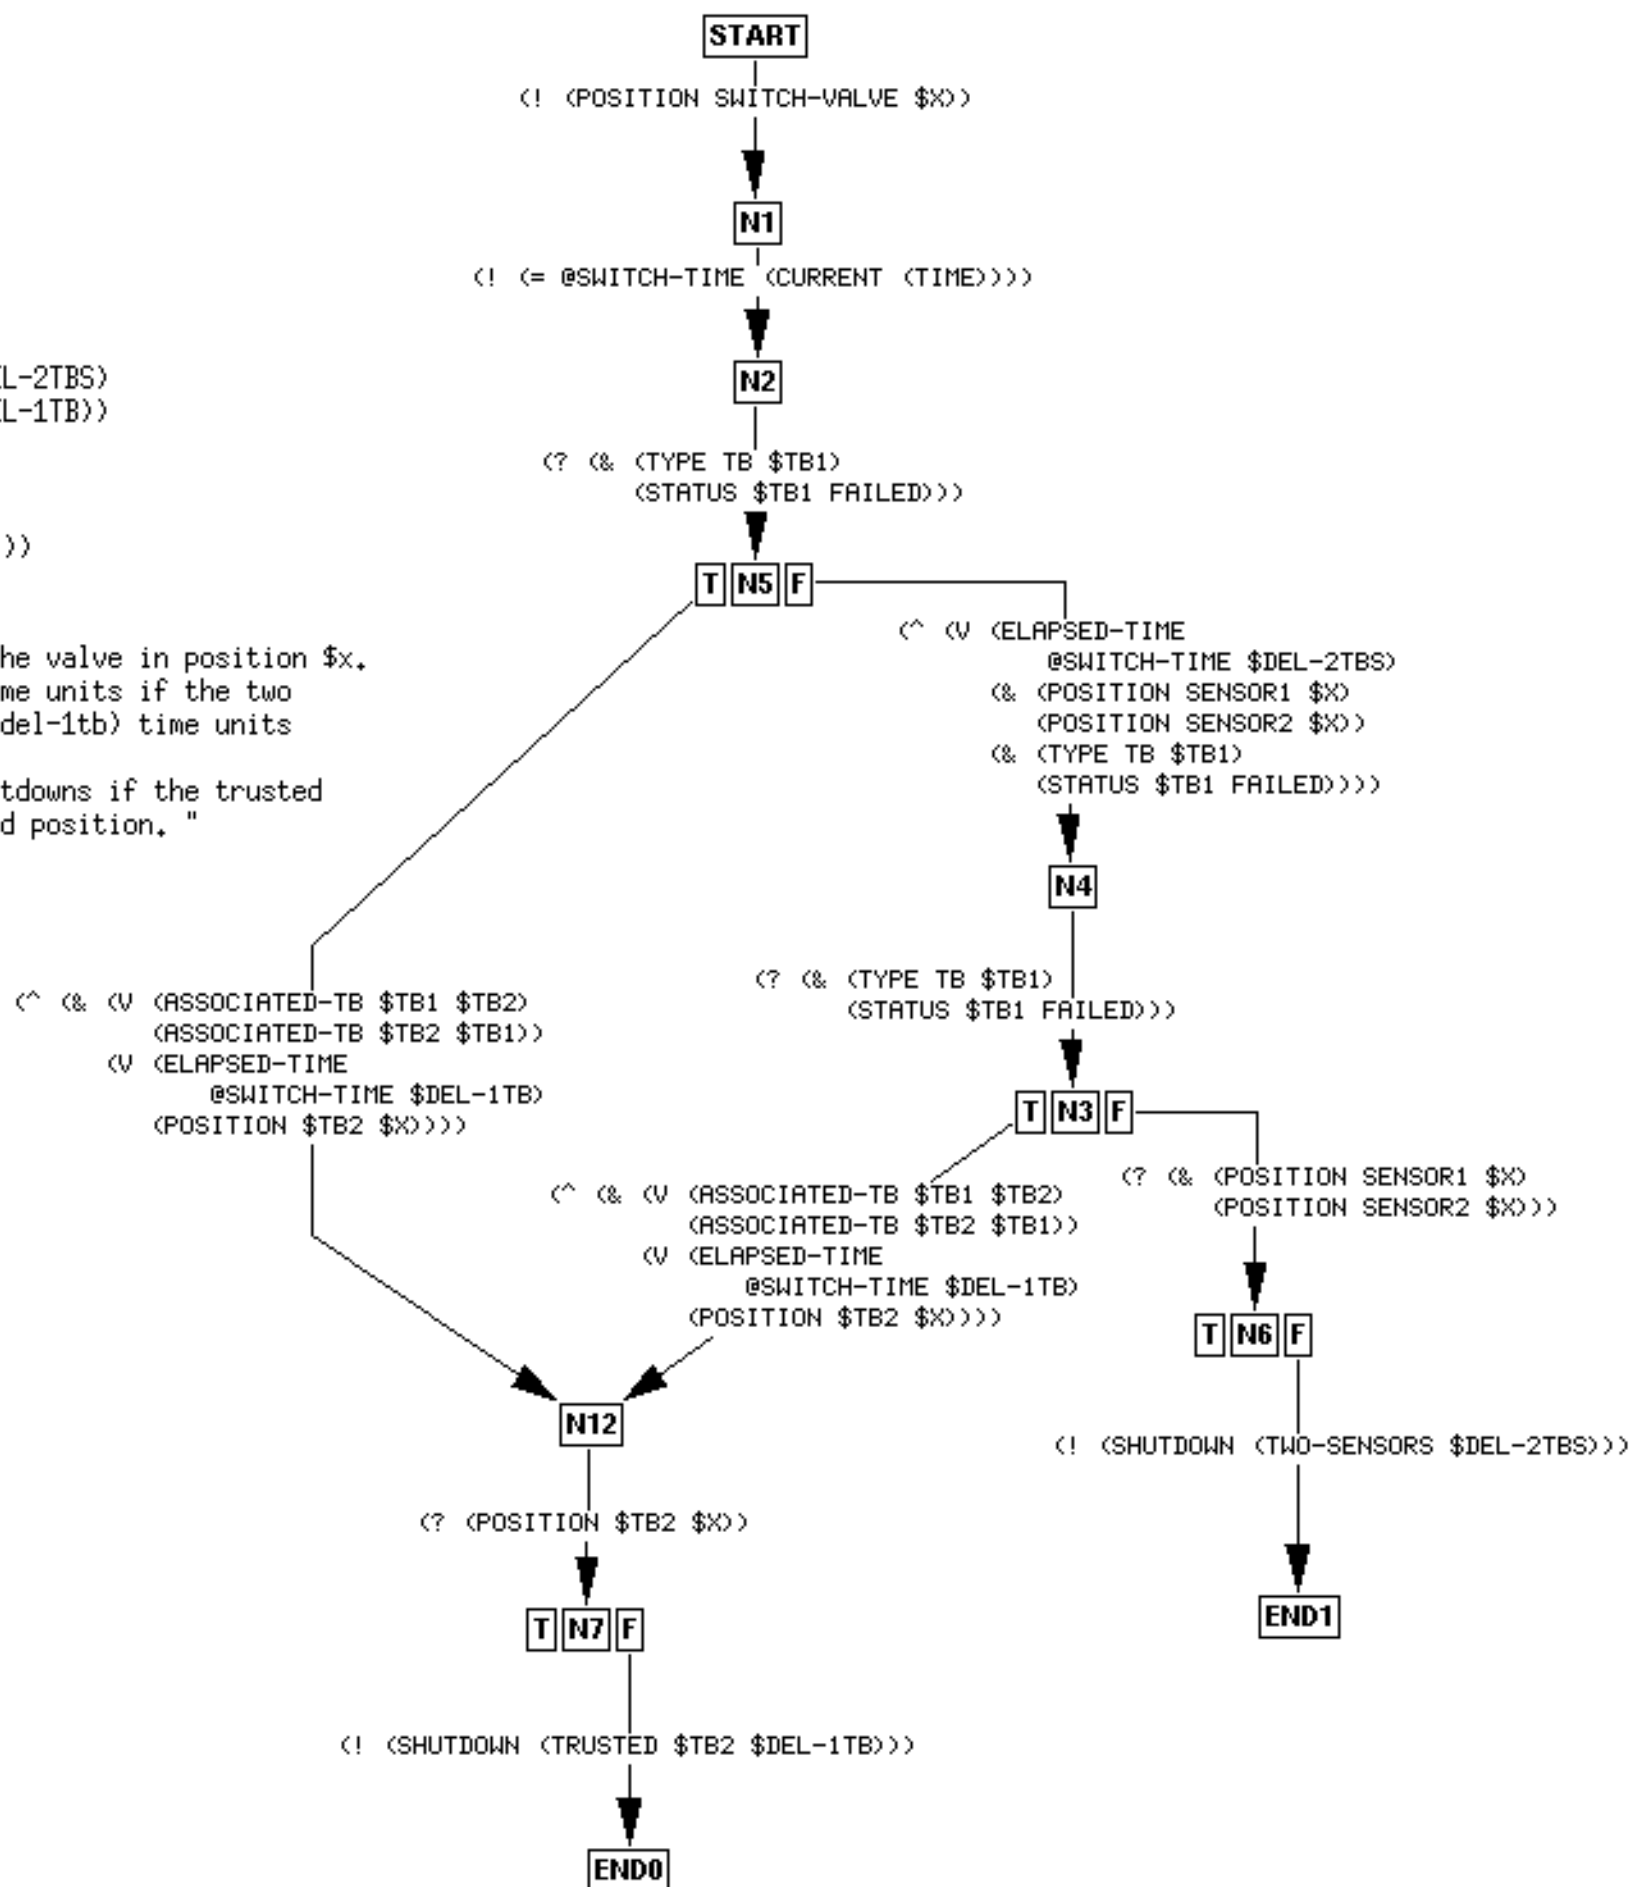 START
(! (POSITION SWITCH-VALVE $X))
N1
(! (= @SWITCH-TIME (CURRENT (TIME))))
N2
L-2TBS)
L-1TB))
(? (& (TYPE TB $TB1)
(STATUS $TB1 FAILED)))
))
T N5 F
he valve in position $x.
me units if the two
del-1tb) time units
tdowns if the trusted
d position. "
(^ (V (ELAPSED-TIME
@SWITCH-TIME $DEL-2TBS)
(& (POSITION SENSOR1 $X)
(POSITION SENSOR2 $X))
(& (TYPE TB $TB1)
(STATUS $TB1 FAILED))))
N4
(^ (& (V (ASSOCIATED-TB $TB1 $TB2)
(ASSOCIATED-TB $TB2 $TB1))
(V (ELAPSED-TIME
@SWITCH-TIME $DEL-1TB)
(POSITION $TB2 $X))))
(? (& (TYPE TB $TB1)
(STATUS $TB1 FAILED)))
T N3 F
(^ (& (V (ASSOCIATED-TB $TB1 $TB2)
(ASSOCIATED-TB $TB2 $TB1))
(V (ELAPSED-TIME
@SWITCH-TIME $DEL-1TB)
(POSITION $TB2 $X))))
(? (& (POSITION SENSOR1 $X)
(POSITION SENSOR2 $X)))
T N6 F
N12
(! (SHUTDOWN (TWO-SENSORS $DEL-2TBS)))
(? (POSITION $TB2 $X))
T N7 F
END1
(! (SHUTDOWN (TRUSTED $TB2 $DEL-1TB)))
END0